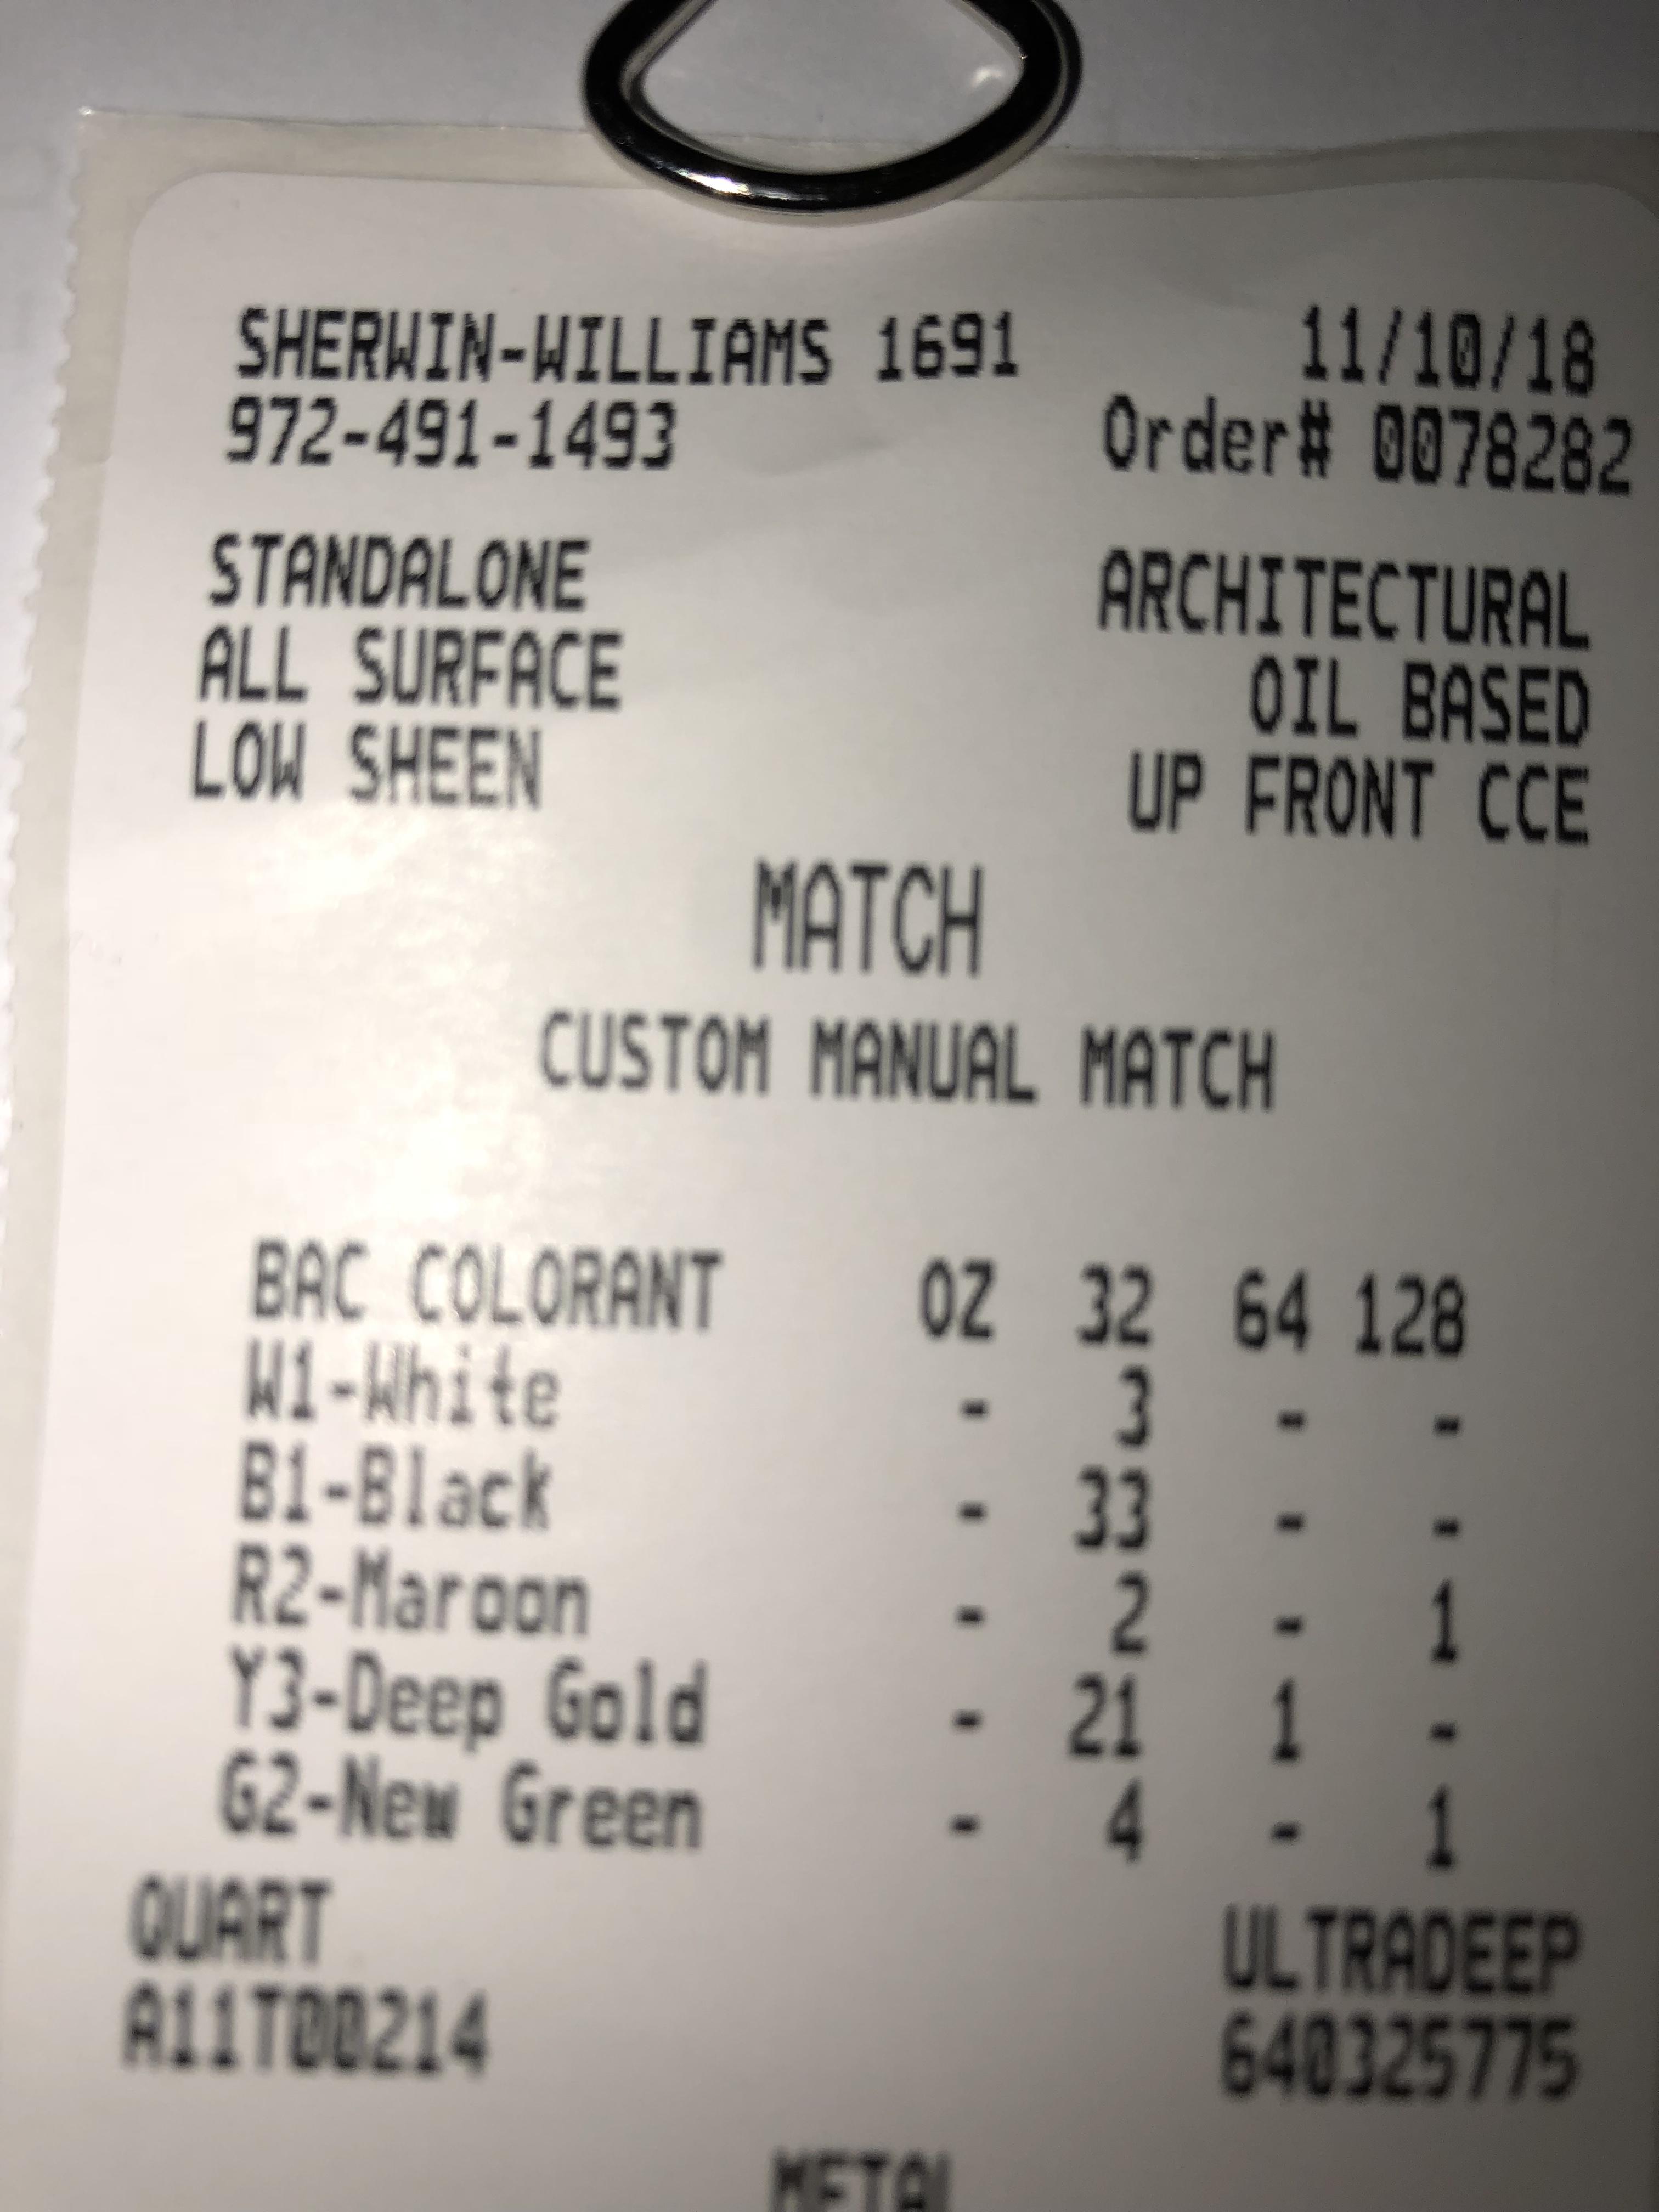 SHERWIN-WILLIAMS 1691 11/10/18
972-491-1493 Order# 0078282
STANDALONE ARCHITECTURAL
ALL SURFACE OIL BASED
LOW SHEEN UP FRONT CCE
MATCH
CUSTOM MANUAL MATCH
BAC COLORANT OZ 32 64 128
W1-White - 3 - -
B1-Black - 33 - -
R2-Maroon - 2 - 1
Y3-Deep Gold - 21 1 -
G2-New Green - 4 - 1
QUART ULTRADEEP
A11T00214 640325775
METAL